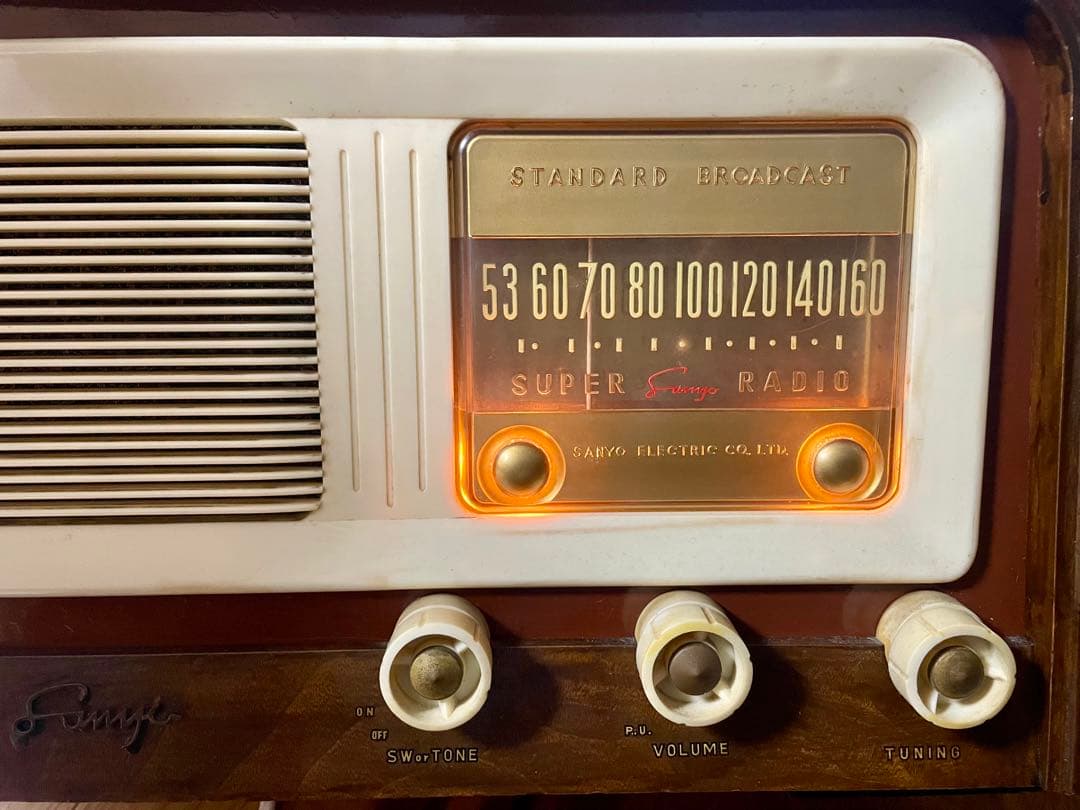 STANDARD BROADCAST
53 60 70 80 100 120 140 160
SUPER Sanyo RADIO
SANYO ELECTRIC CO. LTD.
Sanyo
ON
OFF
SW or TONE
P.U.
VOLUME
TUNING